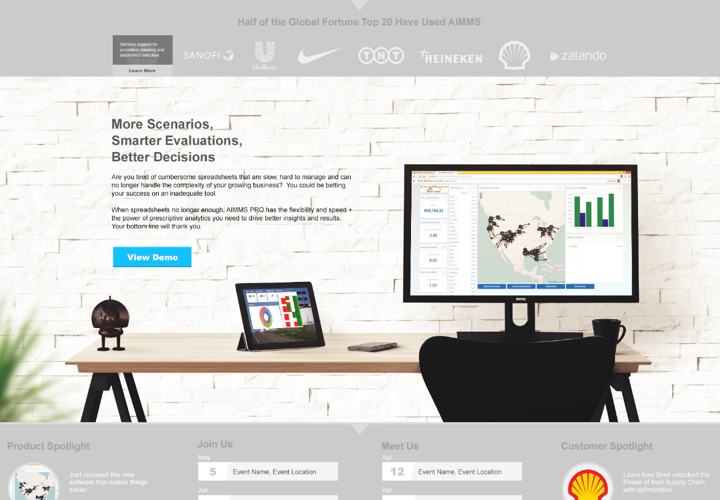 Half of the Global Fortune Top 20 Have Used AIMMS
Decision support for
promotion planning and
assortment selection
Learn More
SANOFI
Unilever
TNT
HEINEKEN
zalando
More Scenarios,
Smarter Evaluations,
Better Decisions
Are you tired of cumbersome spreadsheets that are slow, hard to manage and can
no longer handle the complexity of your growing business? You could be betting
your success on an inadequate tool.
When spreadsheets no longer enough, AIMMS PRO has the flexibility and speed +
the power of prescriptive analytics you need to drive better insights and results.
Your bottom line will thank you.
View Demo
BENQ
Product Spotlight
Join Us
Meet Us
Customer Spotlight
May
Apr
5
Event Name, Event Location
12
Event Name, Event Location
Just released this new
software that makes things
easier
Learn how Shell unlocked the
Power of their Supply Chain
with optimization
Jun
Apr